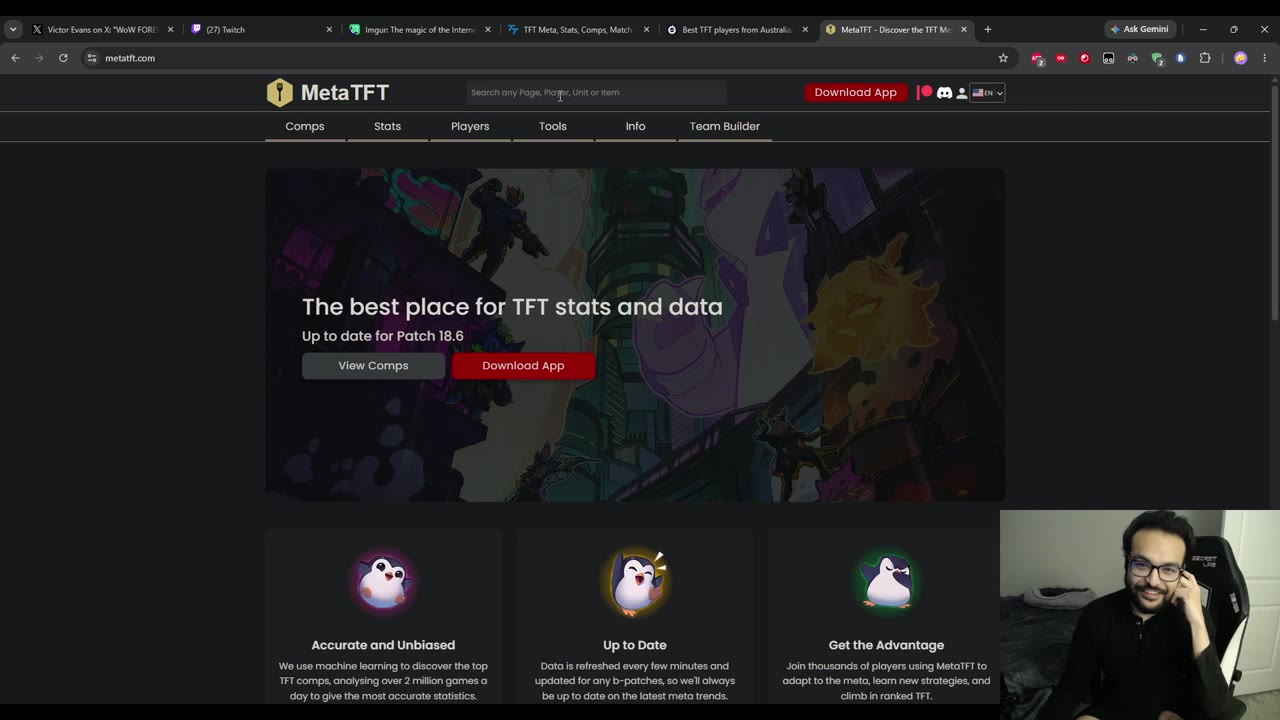 Victor Evans on X: "WoW FORE
(27) Twitch
Imgur: The magic of the Interne
TFT Meta, Stats, Comps, Match
Best TFT players from Australia
MetaTFT - Discover the TFT Me
Ask Gemini
metatft.com
MetaTFT
Search any Page, Player, Unit or Item
Download App
EN
Comps
Stats
Players
Tools
Info
Team Builder
The best place for TFT stats and data
Up to date for Patch 18.6
View Comps
Download App
Accurate and Unbiased
We use machine learning to discover the top
TFT comps, analysing over 2 million games a
day to give the most accurate statistics.
Up to Date
Data is refreshed every few minutes and
updated for any b-patches, so we'll always
be up to date on the latest meta trends.
Get the Advantage
Join thousands of players using MetaTFT to
adapt to the meta, learn new strategies, and
climb in ranked TFT.
SECRET
LAB